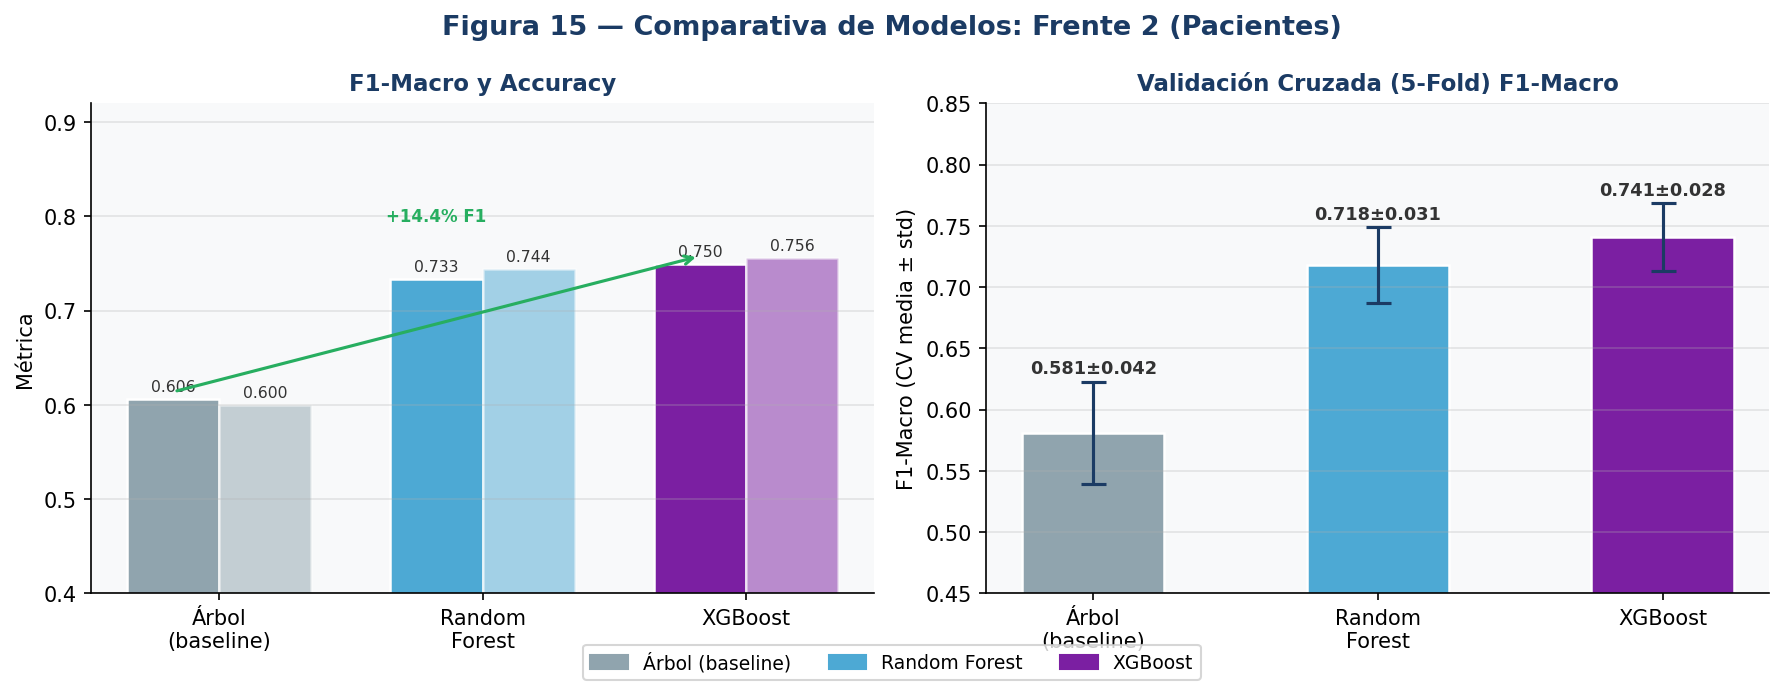 Figura 15 — Comparativa de Modelos: Frente 2 (Pacientes)
F1-Macro y Accuracy
Métrica
0.9
0.8
0.7
0.6
0.5
0.4
+14.4% F1
0.606
0.600
0.733
0.744
0.750
0.756
Árbol
(baseline)
Random
Forest
XGBoost
Validación Cruzada (5-Fold) F1-Macro
F1-Macro (CV media ± std)
0.85
0.80
0.75
0.70
0.65
0.60
0.55
0.50
0.45
0.581±0.042
0.718±0.031
0.741±0.028
Árbol
(baseline)
Random
Forest
XGBoost
Árbol (baseline)
Random Forest
XGBoost